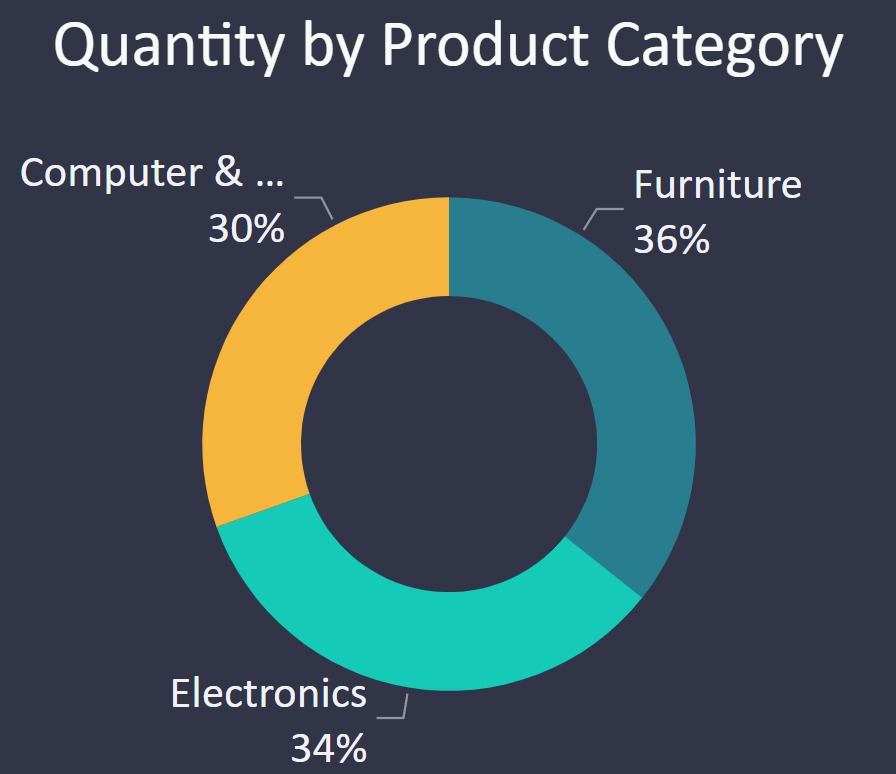 Quantity by Product Category
Computer & ...
30%
Furniture
36%
Electronics
34%